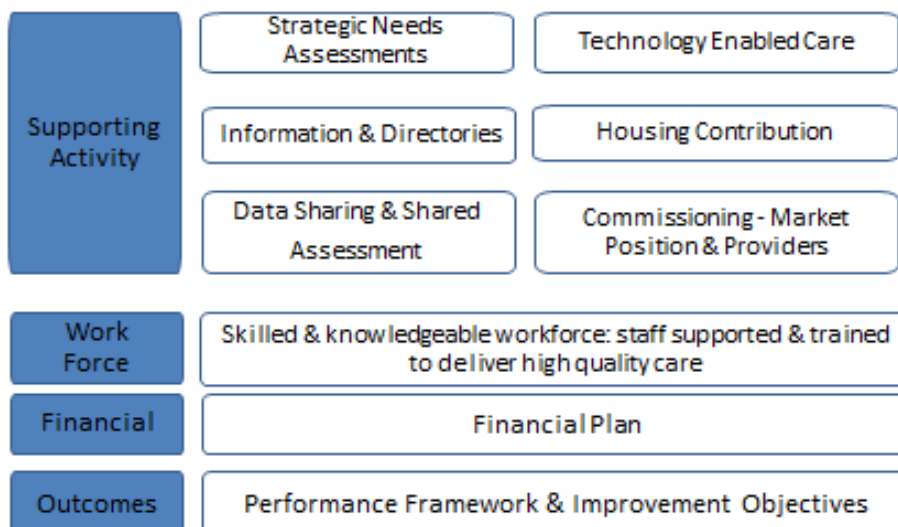 Supporting
Activity
Strategic Needs
Assessments
Technology Enabled Care
Information & Directories
Housing Contribution
Data Sharing & Shared
Assessment
Commissioning - Market
Position & Providers
Work
Force
Skilled & knowledgeable workforce: staff supported & trained
to deliver high quality care
Financial
Financial Plan
Outcomes
Performance Framework & Improvement Objectives